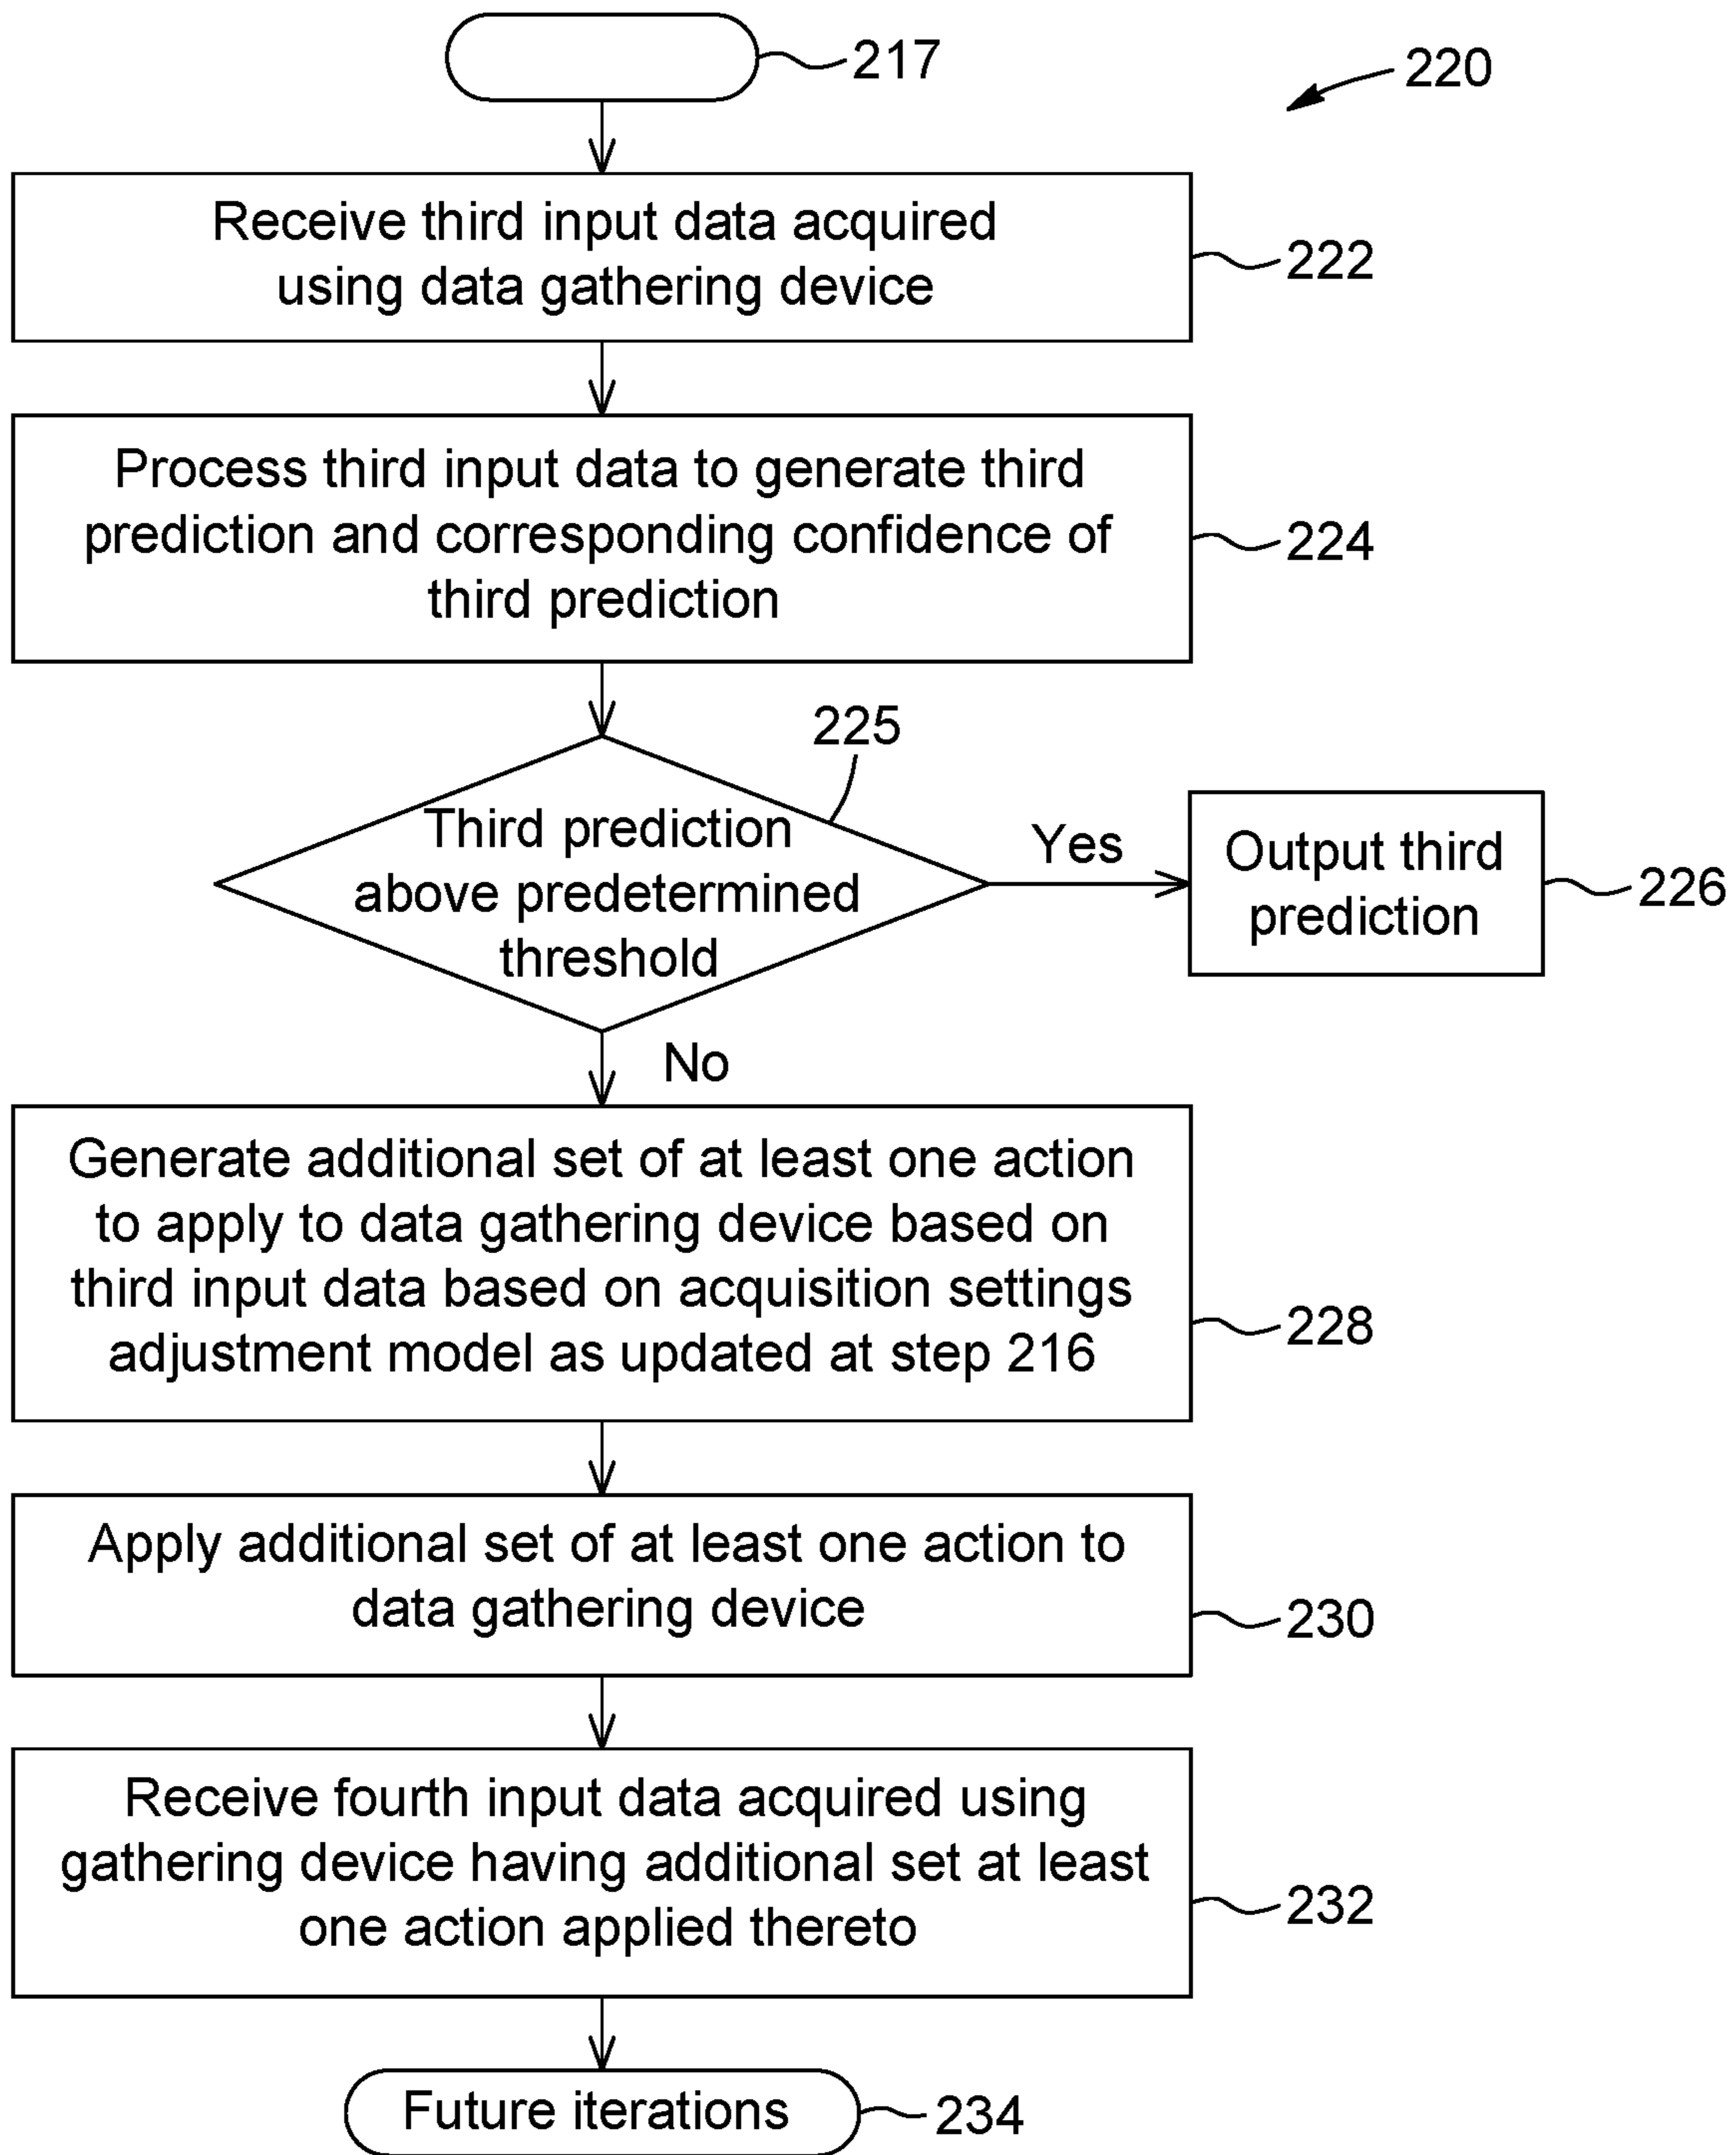 217
220
Receive third input data acquired
using data gathering device
222
Process third input data to generate third
prediction and corresponding confidence of
third prediction
224
225
Third prediction
above predetermined
threshold
Yes
Output third
prediction
226
No
Generate additional set of at least one action
to apply to data gathering device based on
third input data based on acquisition settings
adjustment model as updated at step 216
228
Apply additional set of at least one action to
data gathering device
230
Receive fourth input data acquired using
gathering device having additional set at least
one action applied thereto
232
Future iterations
234